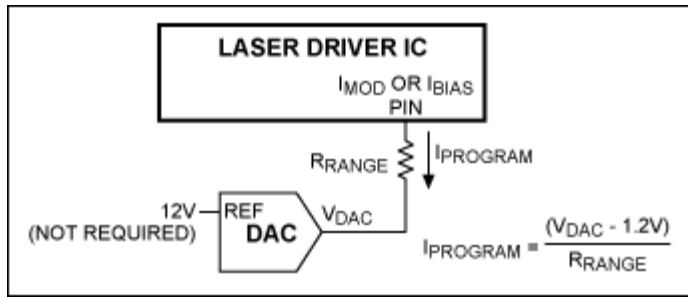 LASER DRIVER IC
IMOD OR IBIAS
PIN
RRANGE
IPROGRAM
12V
(NOT REQUIRED)
REF
DAC
VDAC
IPROGRAM = (VDAC - 1.2V)
RRANGE